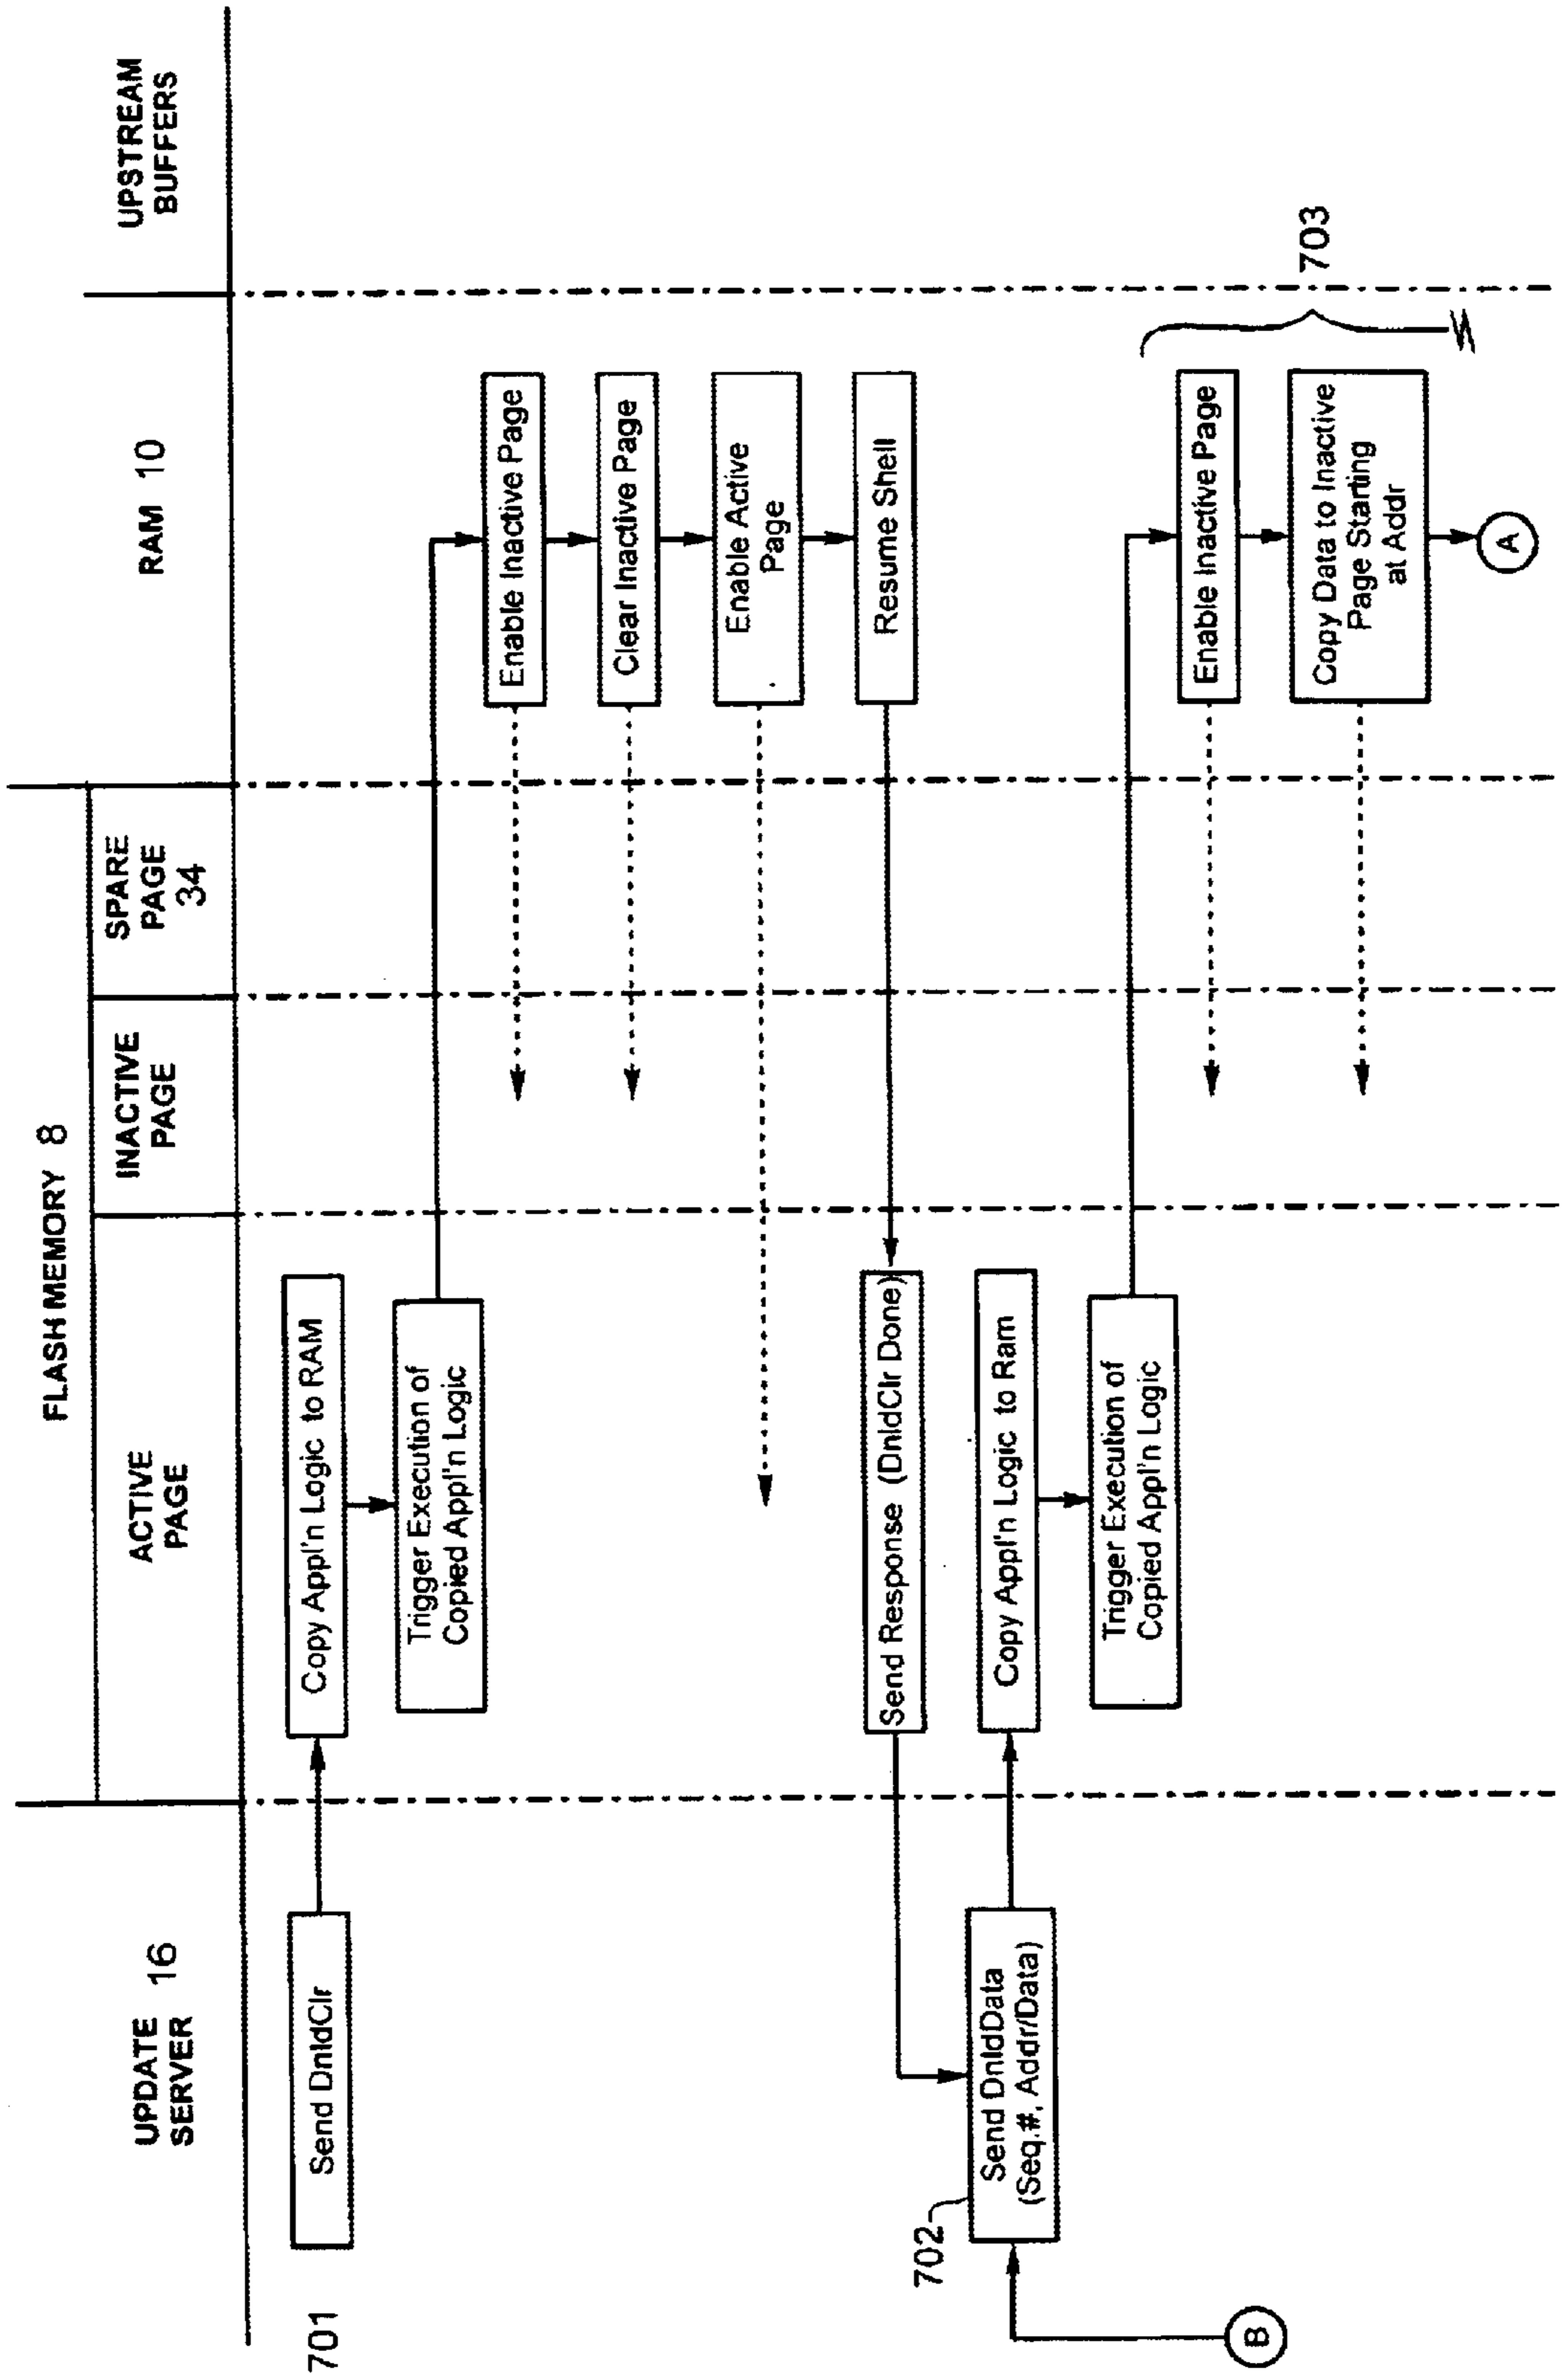 FLASH MEMORY 8
UPDATE
SERVER 16
ACTIVE
PAGE
INACTIVE
PAGE
SPARE
PAGE
34
RAM 10
UPSTREAM
BUFFERS
701
Send DnldClr
Copy Appl'n Logic to RAM
Trigger Execution of
Copied Appl'n Logic
Enable Inactive Page
Clear Inactive Page
Enable Active
Page
Resume Shell
Send Response (DnldClr Done)
702
Send DnldData
(Seq.#, Addr/Data)
Copy Appl'n Logic to Ram
Trigger Execution of
Copied Appl'n Logic
Enable Inactive Page
Copy Data to Inactive
Page Starting
at Addr
703
A
B